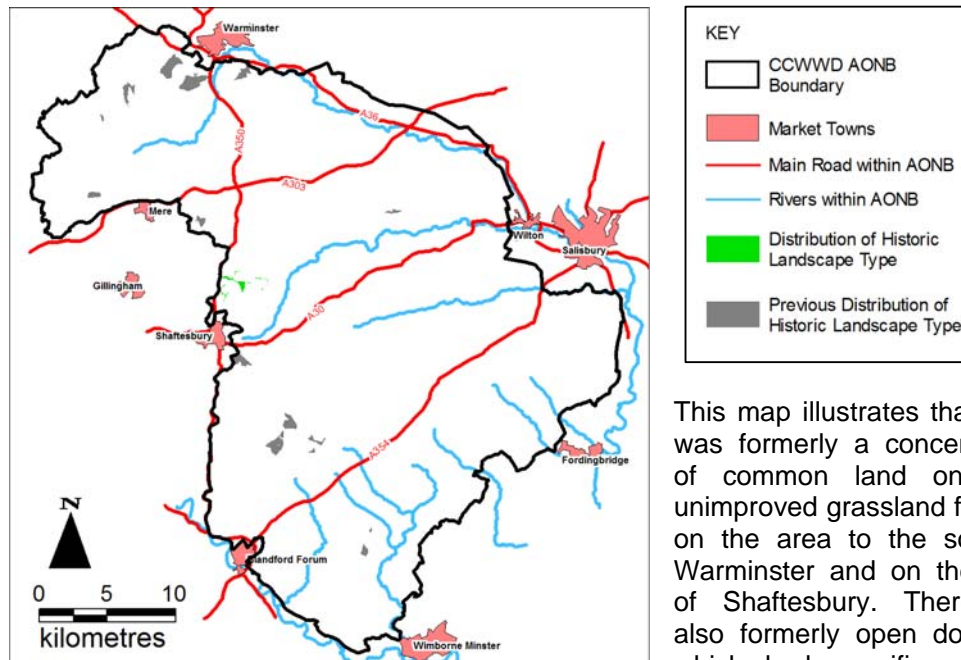 Warminster
A36
A350
A303
Mere
Wilton
Salisbury
Gillingham
A30
Shaftesbury
A354
Fordingbridge
N
landford Forum
0 5 10
kilometres
Wimborne Minster
KEY
CCWWD AONB
Boundary
Market Towns
Main Road within AONB
Rivers within AONB
Distribution of Historic
Landscape Type
Previous Distribution of
Historic Landscape Type
This map illustrates tha
was formerly a concer
of common land on
unimproved grassland f
on the area to the so
Warminster and on the
of Shaftesbury. Ther
also formerly open do